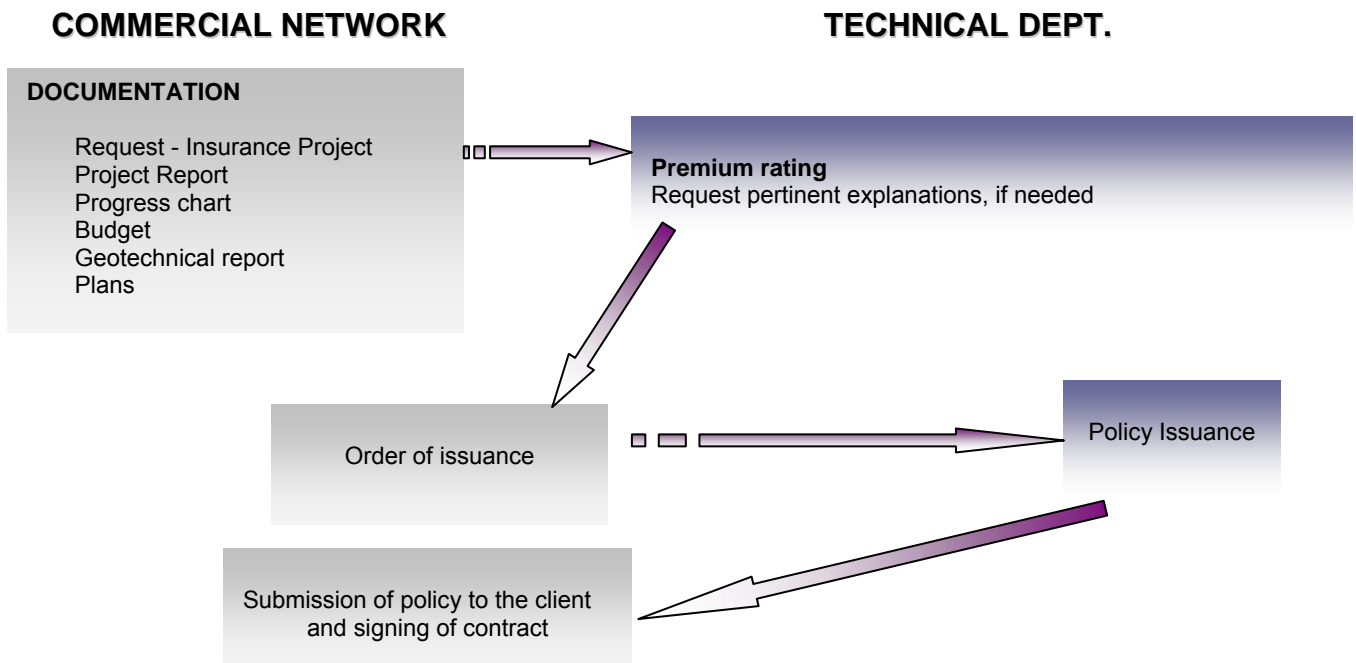 COMMERCIAL NETWORK
TECHNICAL DEPT.
DOCUMENTATION
Request - Insurance Project
Project Report
Progress chart
Budget
Geotechnical report
Plans
Premium rating
Request pertinent explanations, if needed
Order of issuance
Policy Issuance
Submission of policy to the client
and signing of contract